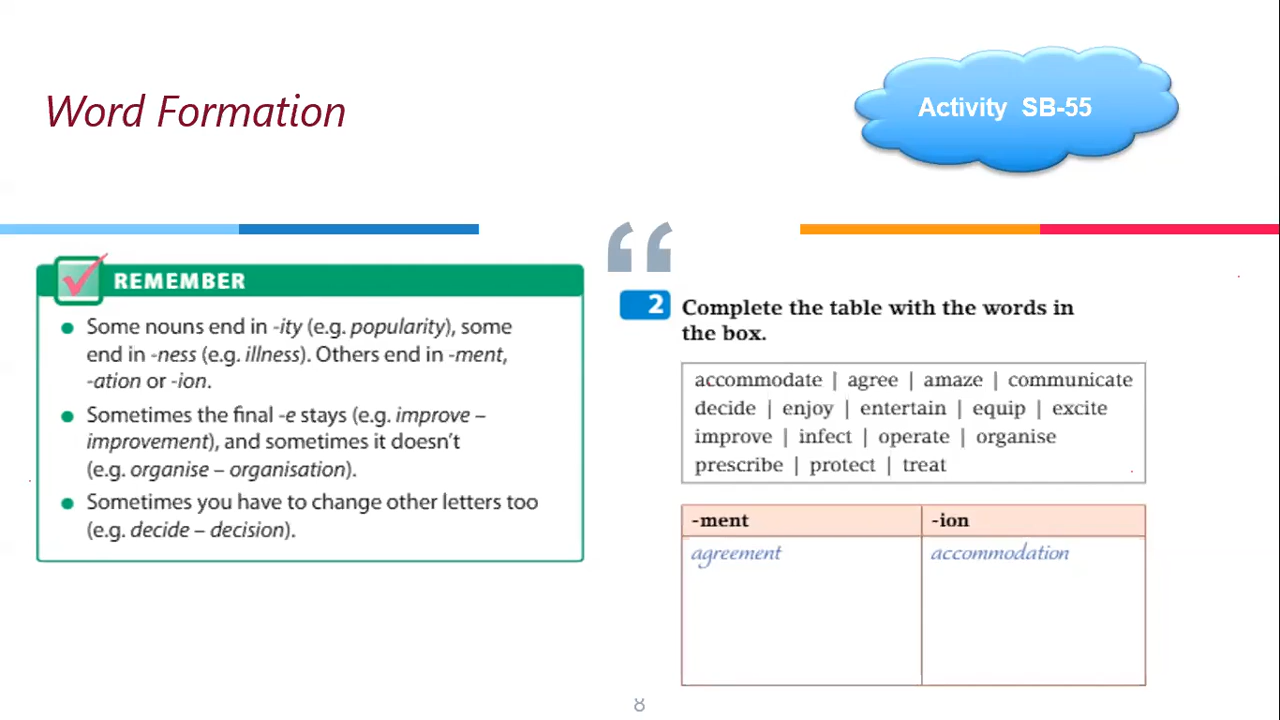 Word Formation
Activity SB-55
“
REMEMBER
Some nouns end in -ity (e.g. popularity), some
end in -ness (e.g. illness). Others end in -ment,
-ation or -ion.
Sometimes the final -e stays (e.g. improve –
improvement), and sometimes it doesn’t
(e.g. organise – organisation).
Sometimes you have to change other letters too
(e.g. decide – decision).
2 Complete the table with the words in
the box.
accommodate | agree | amaze | communicate
decide | enjoy | entertain | equip | excite
improve | infect | operate | organise
prescribe | protect | treat
-ment -ion
agreement accommodation
8